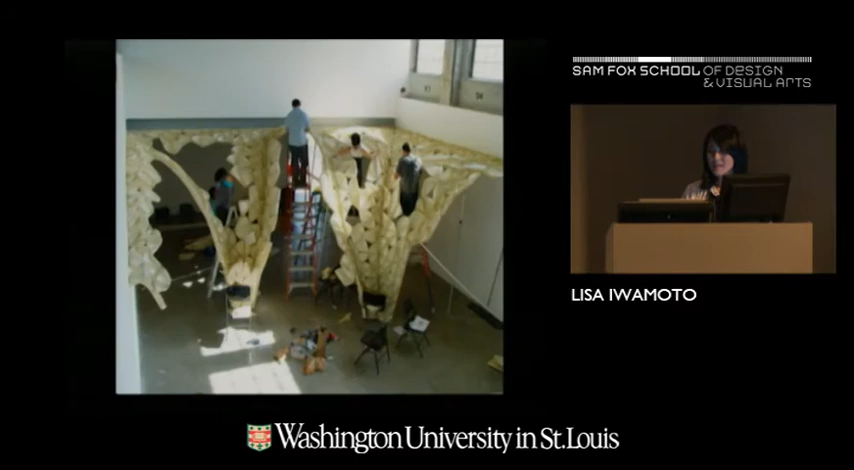 SAM FOX SCHOOL OF DESIGN
& VISUAL ARTS
LISA IWAMOTO
Washington University in St.Louis